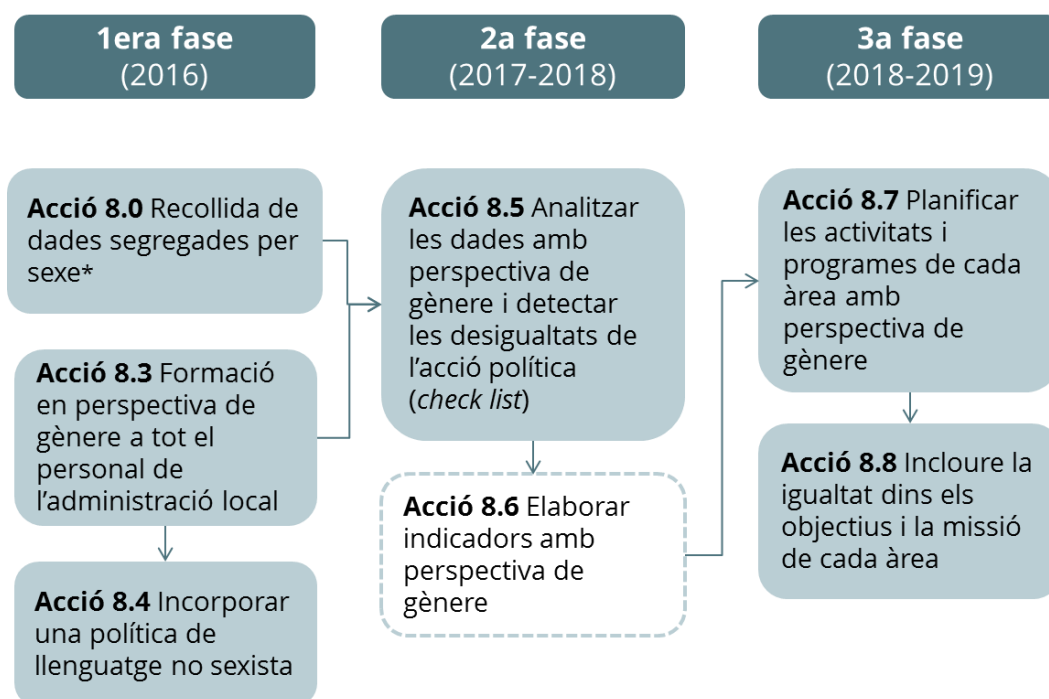 1era fase
(2016)
2a fase
(2017-2018)
3a fase
(2018-2019)
Acció 8.0 Recollida de
dades segregades per
sexe*
Acció 8.3 Formació
en perspectiva de
gènere a tot el
personal de
l’administració local
Acció 8.4 Incorporar
una política de
llenguatge no sexista
Acció 8.5 Analitzar
les dades amb
perspectiva de
gènere i detectar
les desigualtats de
l’acció política
(check list)
Acció 8.6 Elaborar
indicadors amb
perspectiva de
gènere
Acció 8.7 Planificar
les activitats i
programes de cada
àrea amb
perspectiva de
gènere
Acció 8.8 Incloure la
igualtat dins els
objectius i la missió
de cada àrea